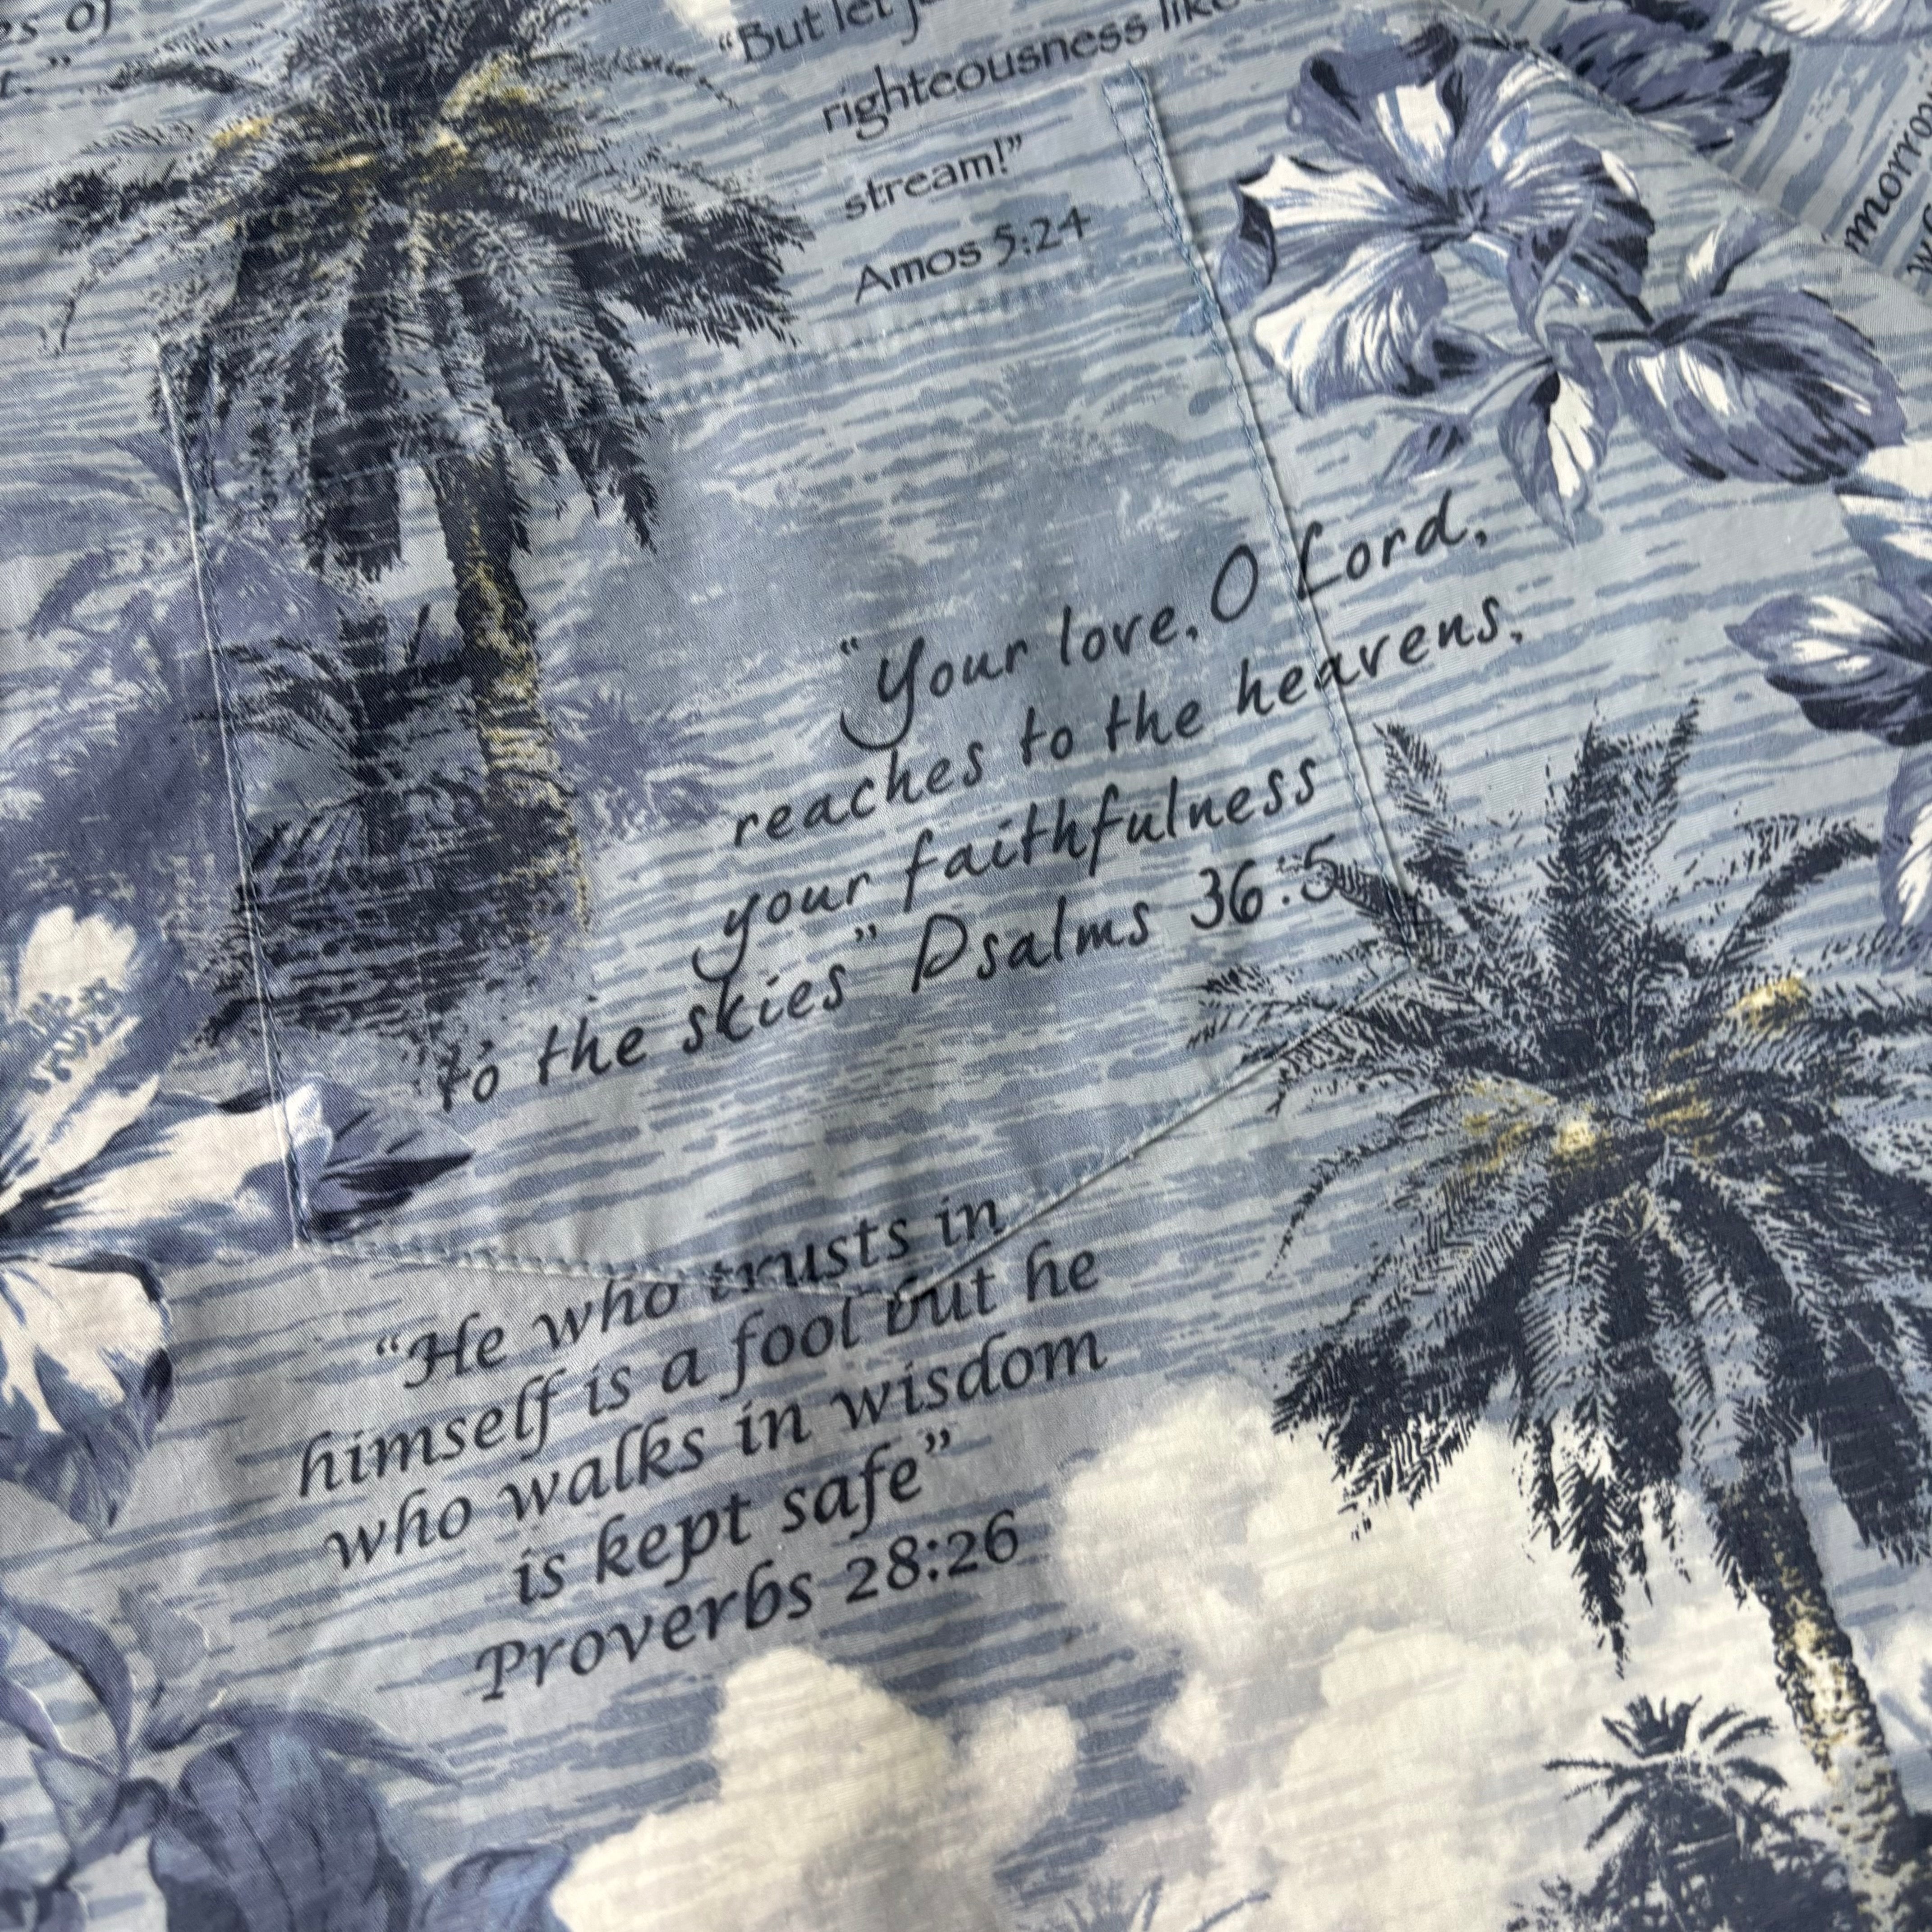 es of
t."
"But let
righteousness like
stream!"
Amos 5:24
"Your love, O Lord,
reaches to the heavens,
your faithfulness
to the skies" Psalms 36:5
"He who trusts in
himself is a fool but he
who walks in wisdom
is kept safe"
Proverbs 28:26